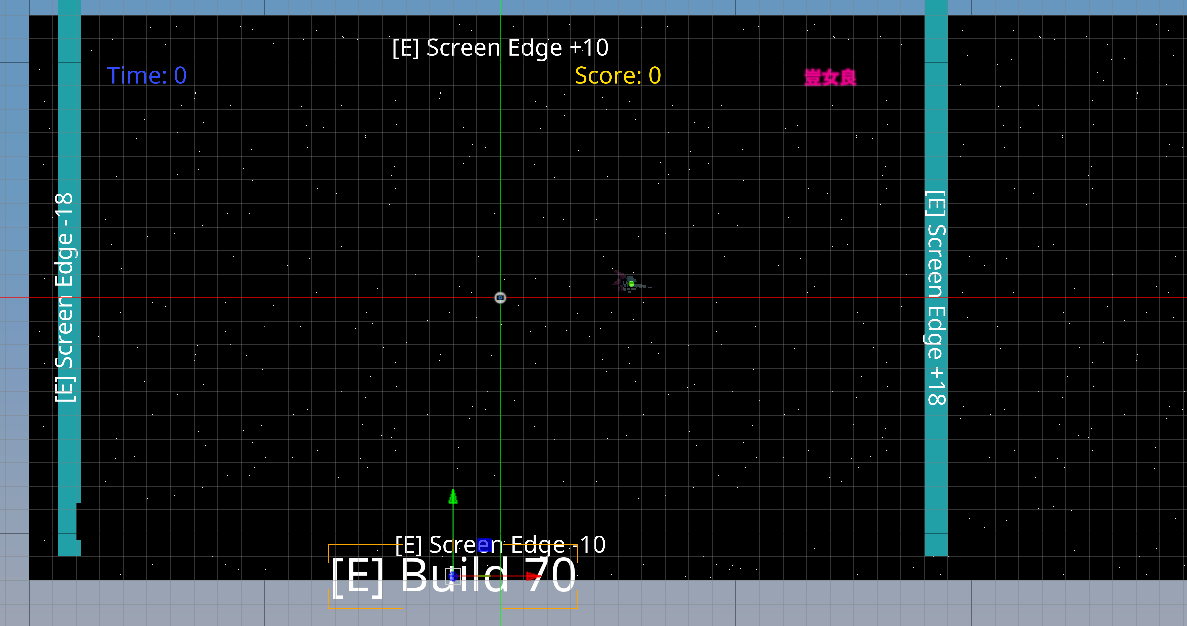 [E] Screen Edge +10
Time: 0
Score: 0
豈女良
[E] Screen Edge -18
[E] Screen Edge +18
[E] Screen Edge -10
[E] Build 70